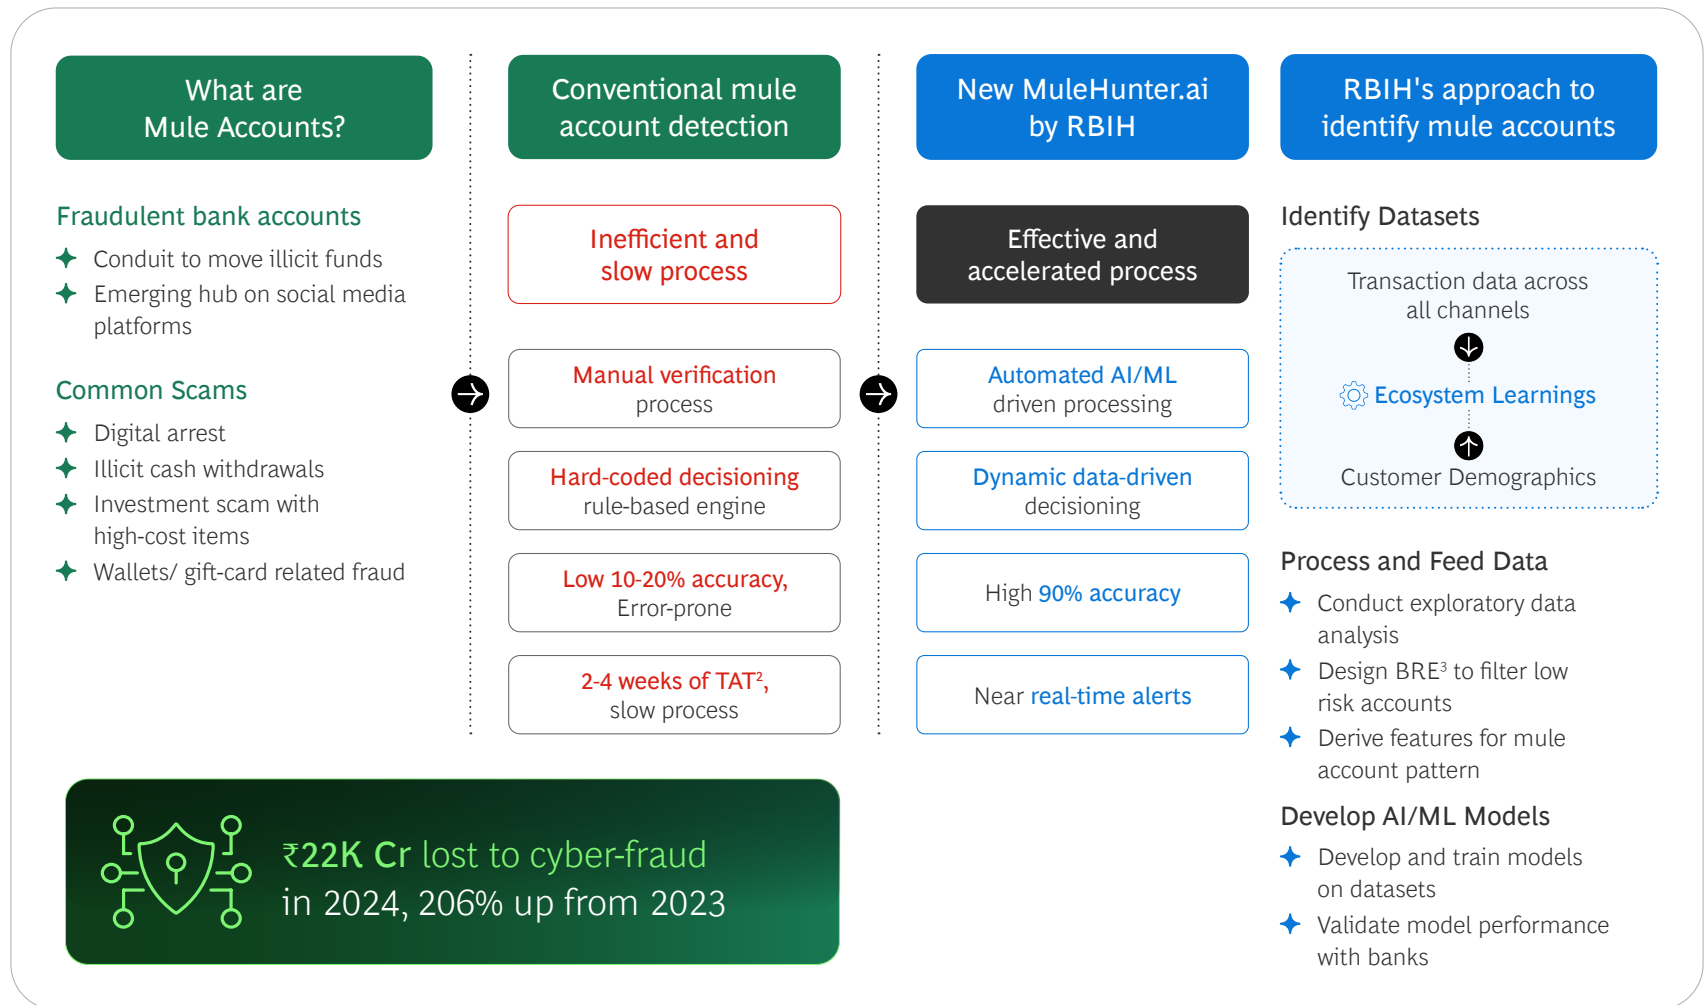 What are
Mule Accounts?
Fraudulent bank accounts
Conduit to move illicit funds
Emerging hub on social media
platforms
Common Scams
Digital arrest
Illicit cash withdrawals
Investment scam with
high-cost items
Wallets/ gift-card related fraud
Conventional mule
account detection
Inefficient and
slow process
Manual verification
process
Hard-coded decisioning
rule-based engine
Low 10-20% accuracy,
Error-prone
2-4 weeks of TAT²,
slow process
New MuleHunter.ai
by RBIH
Effective and
accelerated process
Automated AI/ML
driven processing
Dynamic data-driven
decisioning
High 90% accuracy
Near real-time alerts
RBIH's approach to
identify mule accounts
Identify Datasets
Transaction data across
all channels
Ecosystem Learnings
Customer Demographics
Process and Feed Data
Conduct exploratory data
analysis
Design BRE³ to filter low
risk accounts
Derive features for mule
account pattern
Develop AI/ML Models
Develop and train models
on datasets
Validate model performance
with banks
₹22K Cr lost to cyber-fraud
in 2024, 206% up from 2023